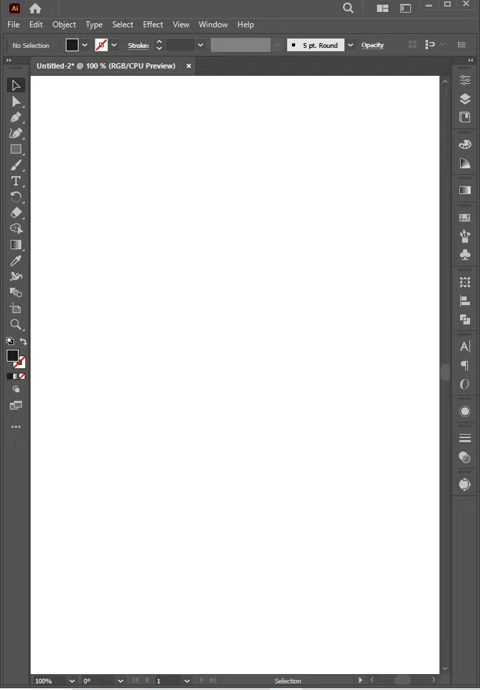 Ai
File Edit Object Type Select Effect View Window Help
No Selection Stroke: 5 pt. Round Opacity
Untitled-2* @ 100 % (RGB/CPU Preview) ×
100% 0° 1 Selection